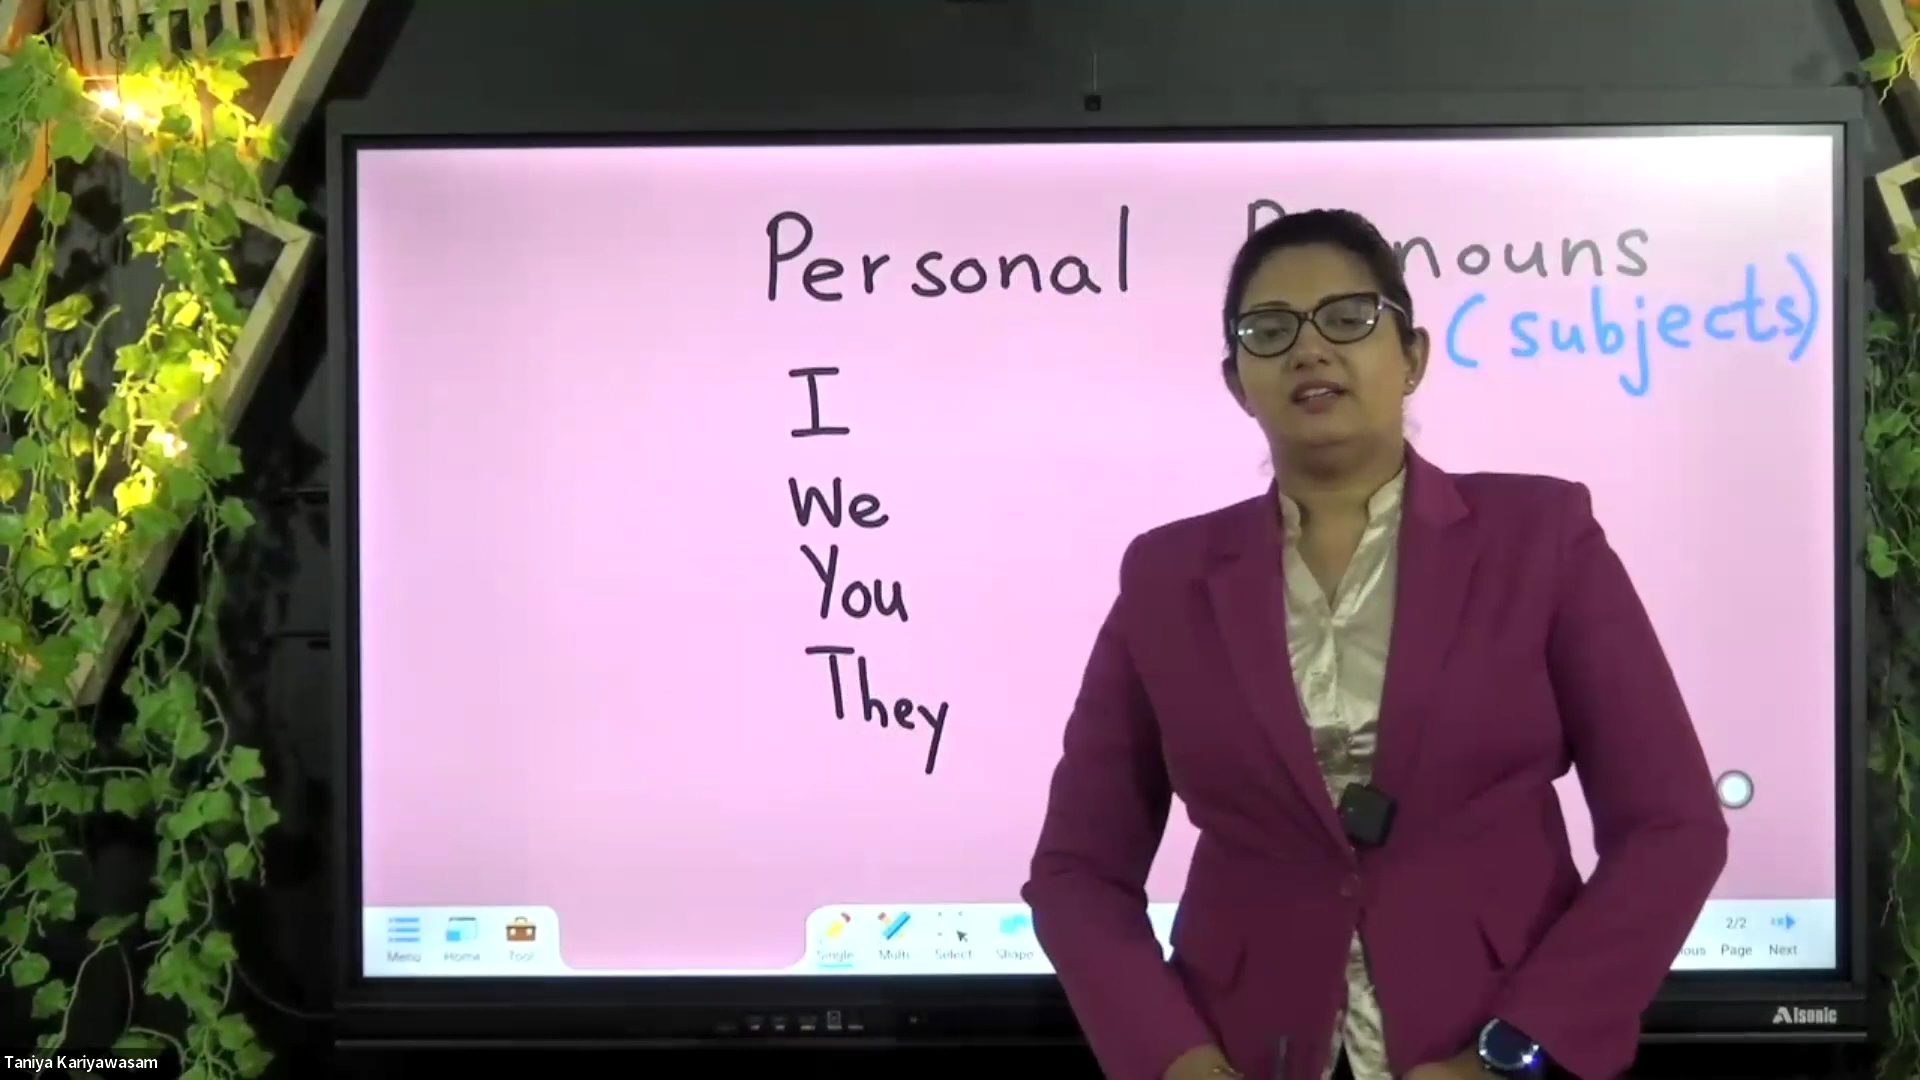 Personal nouns
(subjects)
I
We
You
They
Menu Home Tool Single Multi Select Shape 2/2 Page Next
Alsonic
Taniya Kariyawasam